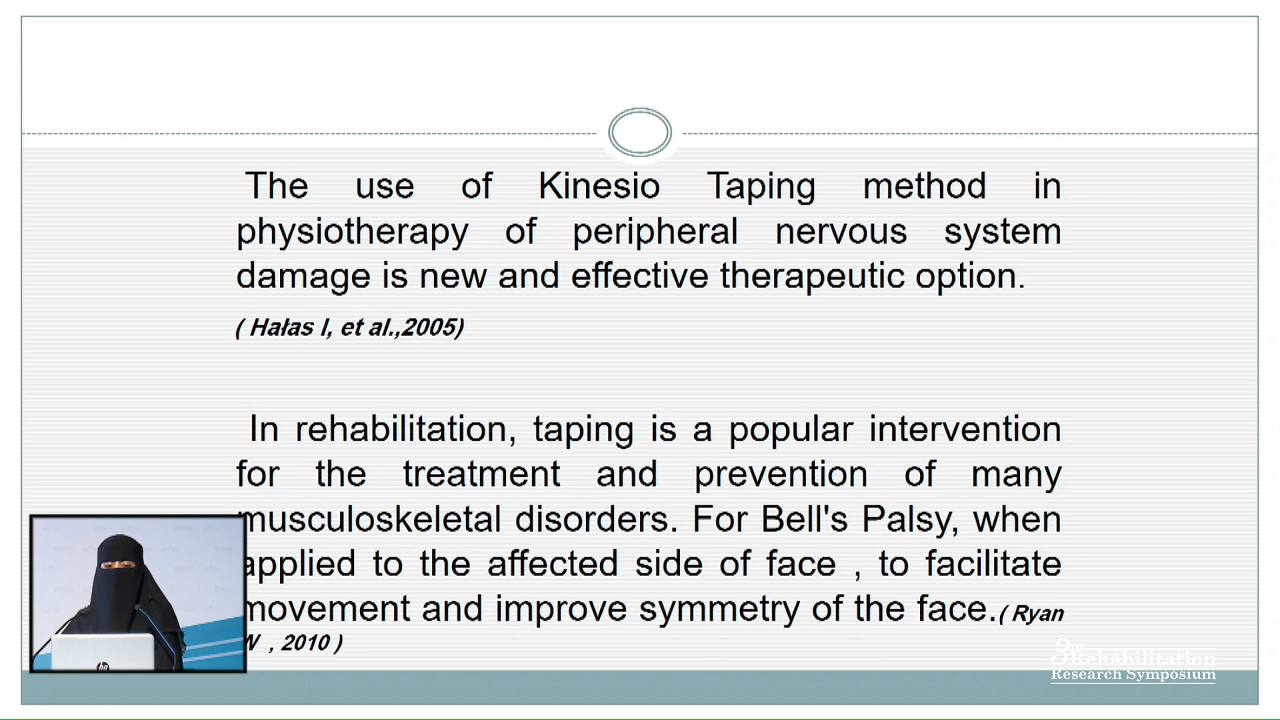 The use of Kinesio Taping method in
physiotherapy of peripheral nervous system
damage is new and effective therapeutic option.
( Hałas I, et al.,2005)
In rehabilitation, taping is a popular intervention
for the treatment and prevention of many
musculoskeletal disorders. For Bell's Palsy, when
applied to the affected side of face , to facilitate
movement and improve symmetry of the face.( Ryan
W , 2010 )
hp
3rd
Rehabilitation
Research Symposium